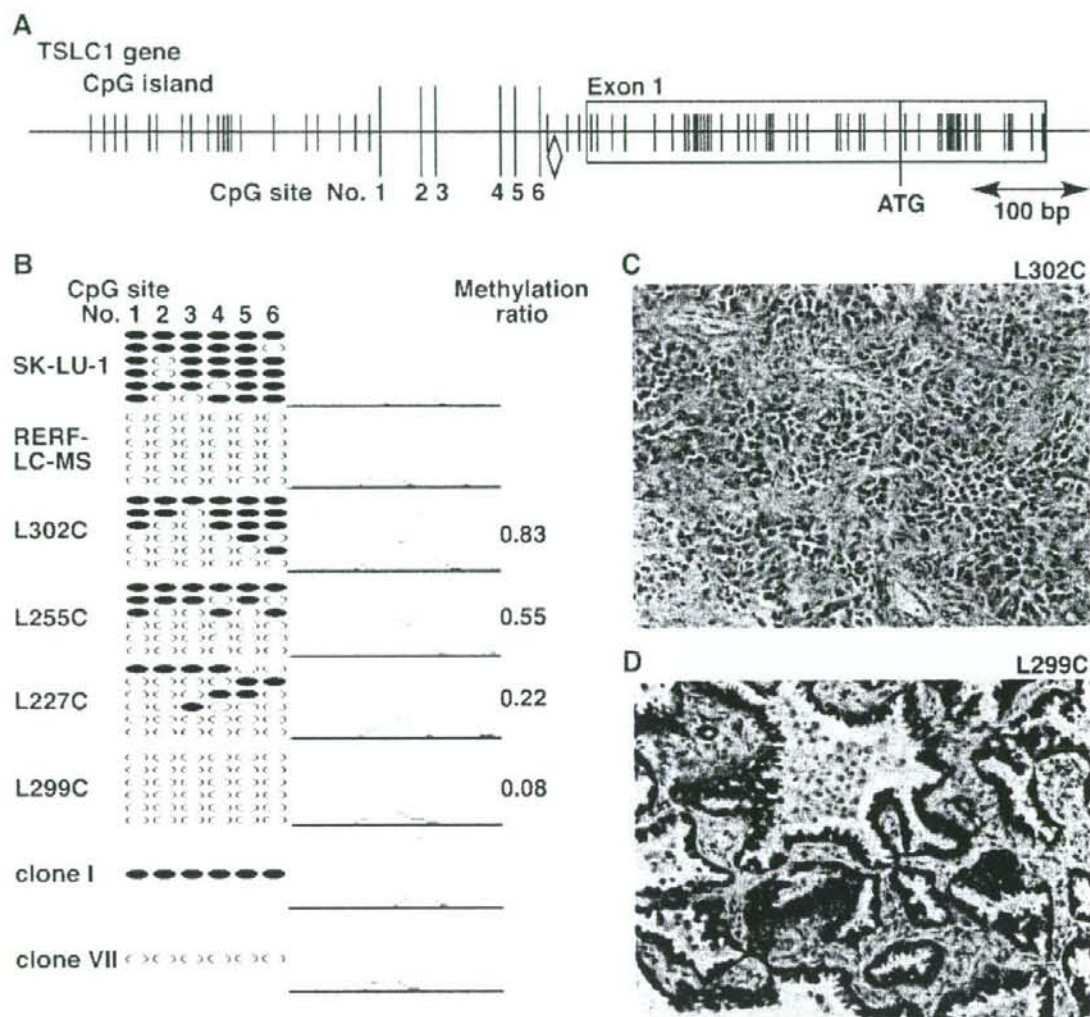 A
TSLC1 gene
CpG island
Exon 1
CpG site No. 1 2 3 4 5 6
ATG
100 bp
B
CpG site
No. 1 2 3 4 5 6
Methylation
ratio
SK-LU-1
RERF-
LC-MS
L302C 0.83
L255C 0.55
L227C 0.22
L299C 0.08
clone I
clone VII
C
L302C
D
L299C